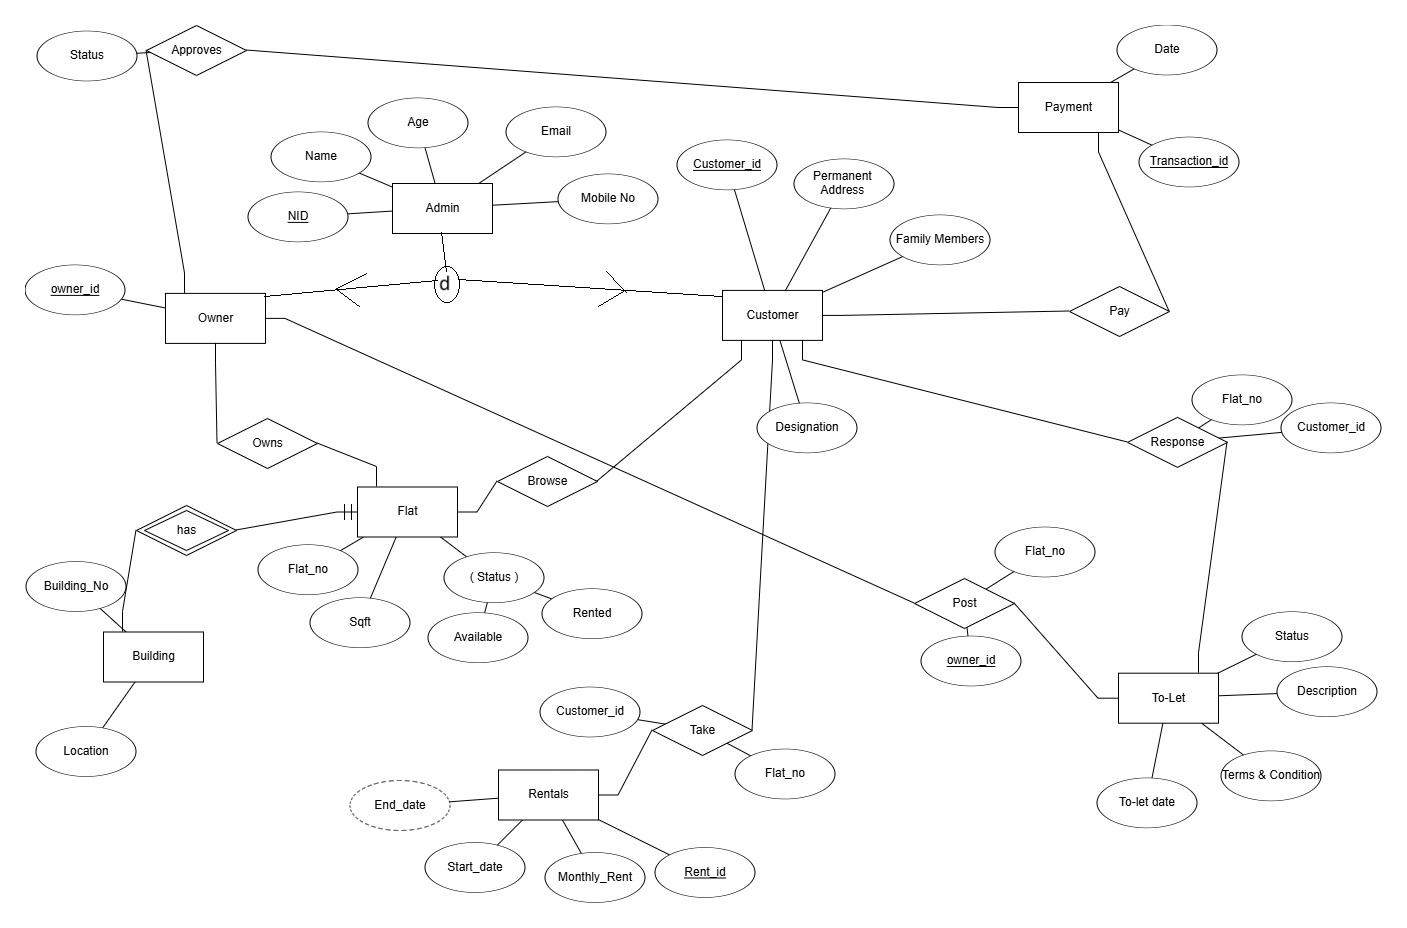 Status
Approves
Date
Payment
Transaction_id
Age
Email
Name
NID
Admin
Mobile No
Customer_id
Permanent
Address
Family Members
d
owner_id
Owner
Customer
Pay
Designation
Flat_no
Customer_id
Response
Owns
Browse
Flat
has
Flat_no
( Status )
Sqft
Available
Rented
Building_No
Building
Location
Flat_no
Post
owner_id
Status
To-Let
Description
Terms & Condition
To-let date
Customer_id
Take
Flat_no
Rentals
End_date
Start_date
Monthly_Rent
Rent_id